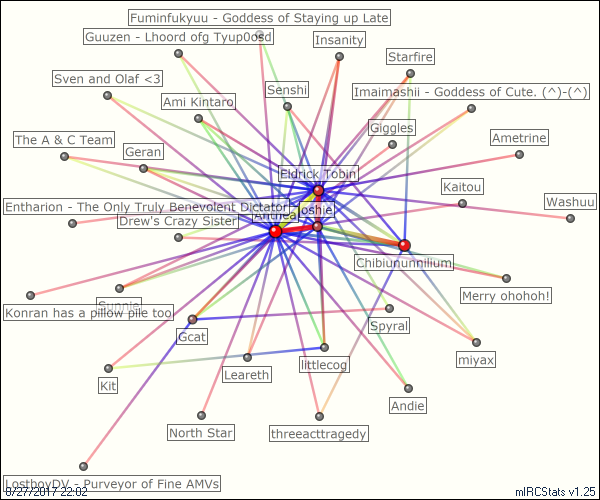 Fuminfukyuu - Goddess of Staying up Late
Guuzen - Lhoord ofg Tyup0osd
Insanity
Starfire
Sven and Olaf <3
Senshi
Imaimashii - Goddess of Cute. (^)-(^)
Ami Kintaro
Giggles
The A & C Team
Geran
Ametrine
Eldrick Tobin
Kaitou
Washuu
Entharion - The Only Truly Benevolent Dictator
Joshie
Drew's Crazy Sister
Chibiununnilium
Merry ohohoh!
Sunnie
Konran has a pillow pile too
Spyral
Gcat
miyax
littlecog
Leareth
Kit
Andie
North Star
threeacttragedy
LostboyDV - Purveyor of Fine AMVs
8/27/2017 22:02
mIRCStats v1.25